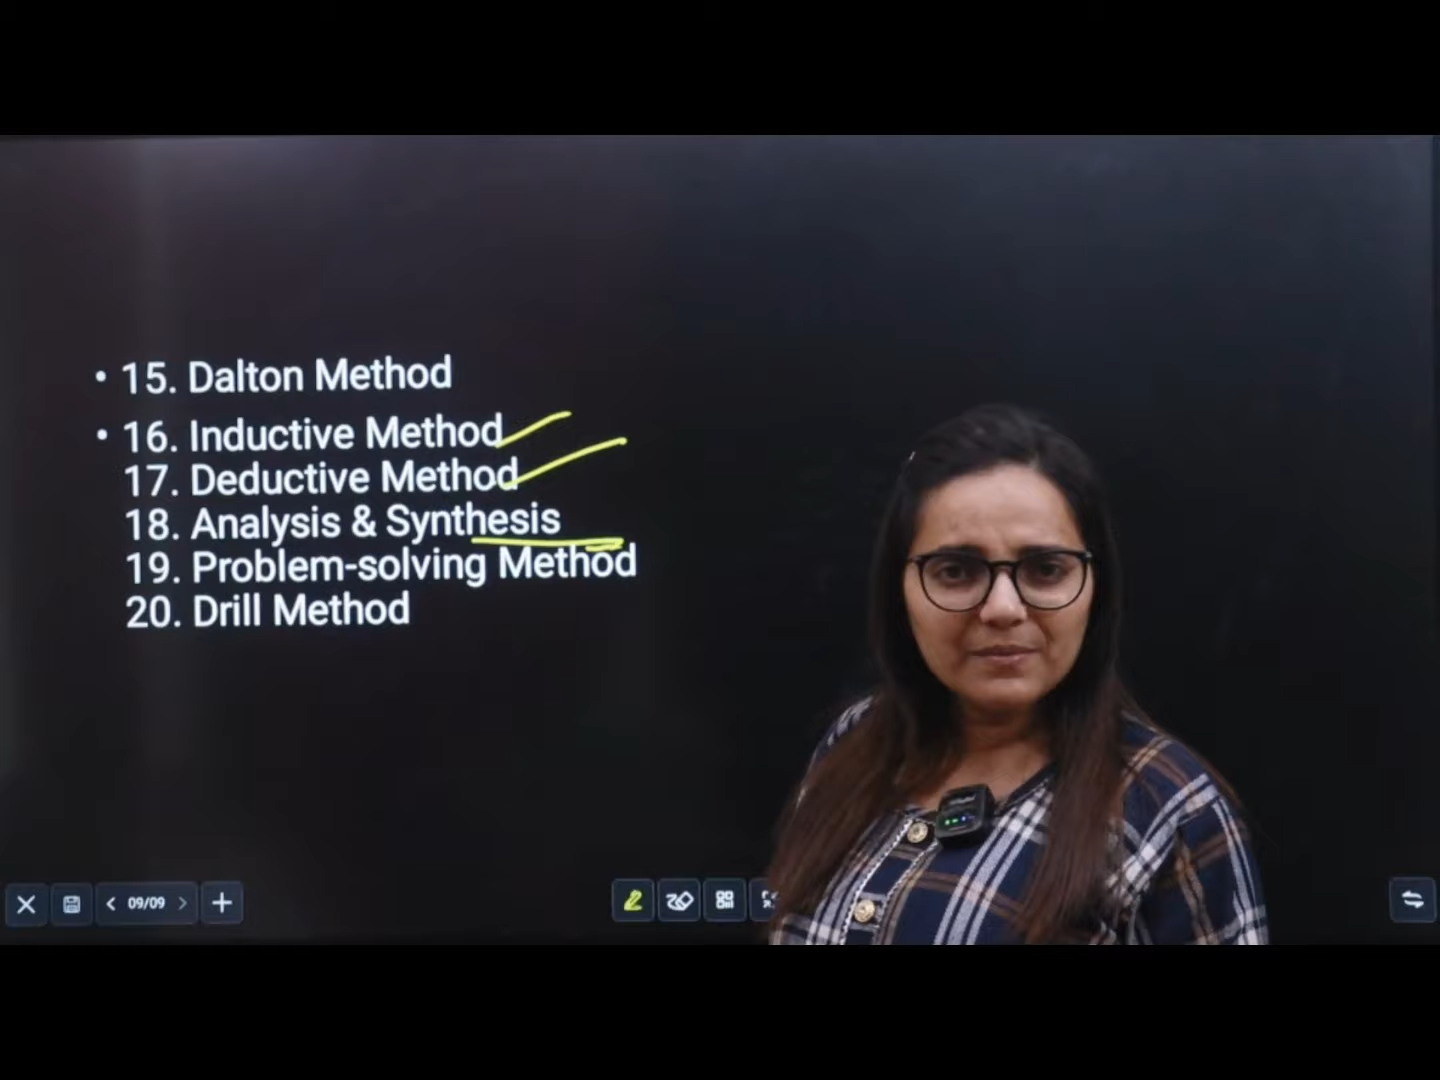 • 15. Dalton Method
• 16. Inductive Method
17. Deductive Method
18. Analysis & Synthesis
19. Problem-solving Method
20. Drill Method
09/09